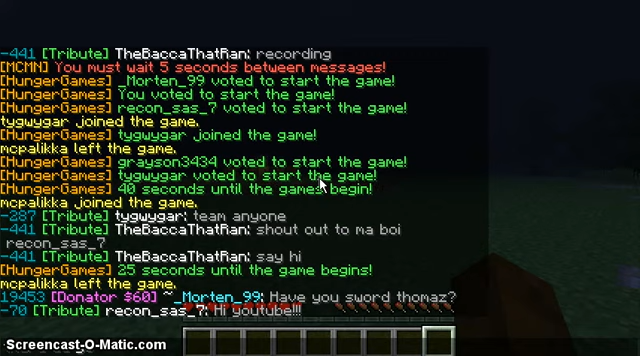 -441 [Tribute] TheBaccaThatRan: recording
[MCMN] You must wait 5 seconds between messages!
[HungerGames] _Morten_99 voted to start the game!
[HungerGames] You voted to start the game!
[HungerGames] recon_sas_7 voted to start the game!
tygwygar joined the game.
[HungerGames] tygwygar joined the game!
mcpalikka left the game.
[HungerGames] grayson3434 voted to start the game!
[HungerGames] tygwygar voted to start the game!
[HungerGames] 40 seconds until the games begin!
mcpalikka joined the game.
-287 [Tribute] tygwygar: team anyone
-441 [Tribute] TheBaccaThatRan: shout out to ma boi
recon_sas_7
-441 [Tribute] TheBaccaThatRan: say hi
[HungerGames] 25 seconds until the game begins!
mcpalikka left the game.
19453 [Donator $60] ~_Morten_99: Have you sword thomaz?
-70 [Tribute] recon_sas_7: Hi youtube!!!
Screencast-O-Matic.com